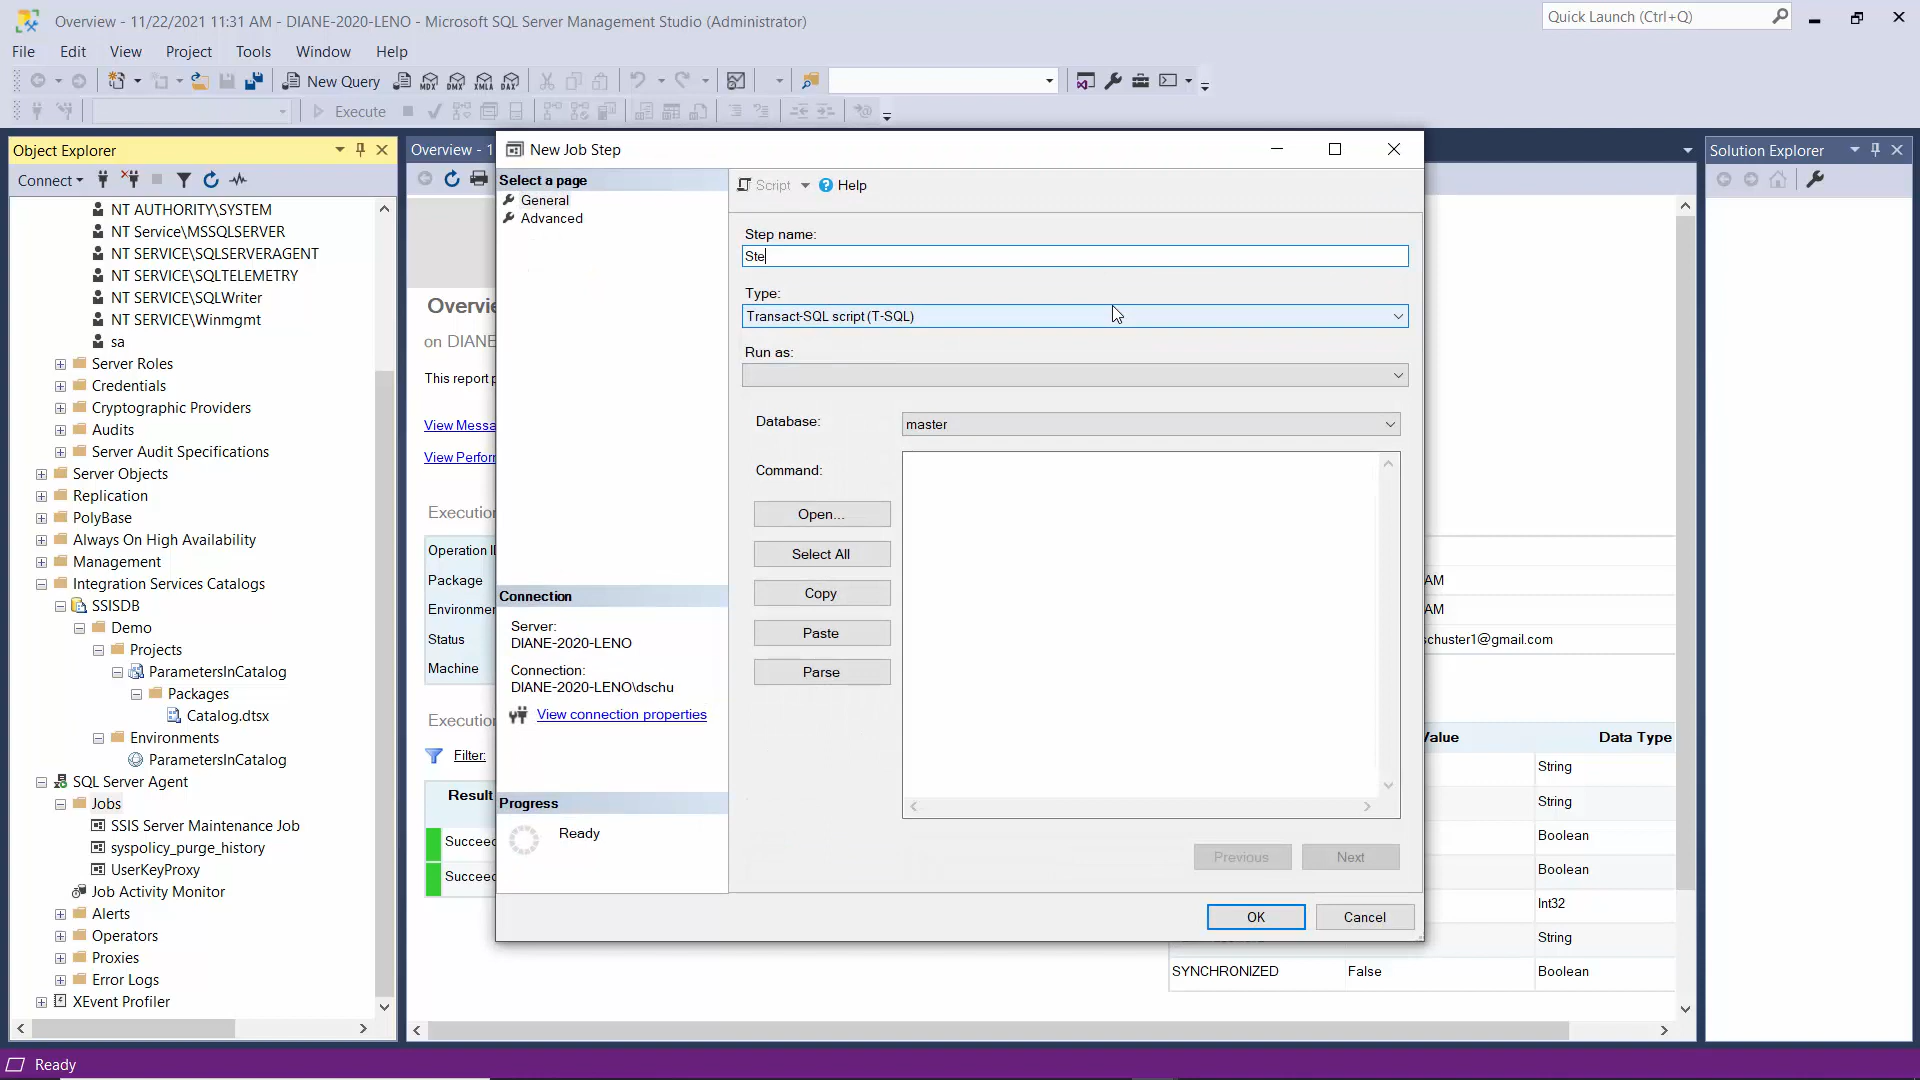 Overview - 11/22/2021 11:31 AM - DIANE-2020-LENO - Microsoft SQL Server Management Studio (Administrator)
Quick Launch (Ctrl+Q)
File Edit View Project Tools Window Help
New Query
MDX DMX XMLA DAX
Execute
Object Explorer
Connect
NT AUTHORITY\SYSTEM
NT Service\MSSQLSERVER
NT SERVICE\SQLSERVERAGENT
NT SERVICE\SQLTELEMETRY
NT SERVICE\SQLWriter
NT SERVICE\Winmgmt
sa
Server Roles
Credentials
Cryptographic Providers
Audits
Server Audit Specifications
Server Objects
Replication
PolyBase
Always On High Availability
Management
Integration Services Catalogs
SSISDB
Demo
Projects
ParametersInCatalog
Packages
Catalog.dtsx
Environments
ParametersInCatalog
SQL Server Agent
Jobs
SSIS Server Maintenance Job
syspolicy_purge_history
UserKeyProxy
Job Activity Monitor
Alerts
Operators
Proxies
Error Logs
XEvent Profiler
Overview - 1
Overvie
on DIANE
This report p
View Messa
View Perfor
Execution
Operation I
Package
Environmer
Status
Machine
Execution
Filter:
Result
Succeed
Succeed
New Job Step
Select a page
General
Advanced
Script Help
Step name:
Ste
Type:
Transact-SQL script (T-SQL)
Run as:
Database:
master
Command:
Open...
Select All
Copy
Paste
Parse
Connection
Server:
DIANE-2020-LENO
Connection:
DIANE-2020-LENO\dschu
View connection properties
Progress
Ready
Previous Next
OK Cancel
AM
AM
schuster1@gmail.com
Value Data Type
String
String
Boolean
Boolean
Int32
String
SYNCHRONIZED False Boolean
Solution Explorer
Ready